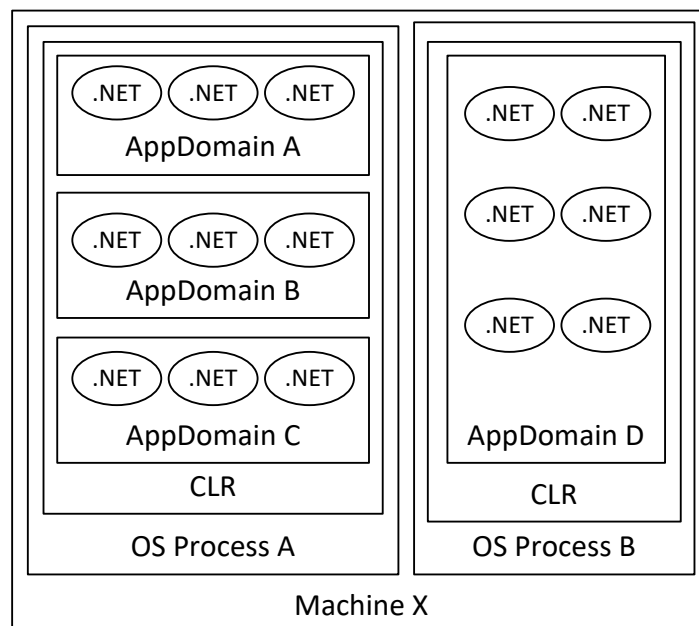 .NET .NET .NET
AppDomain A
.NET .NET .NET
AppDomain B
.NET .NET .NET
AppDomain C
CLR
OS Process A
.NET .NET
.NET .NET
.NET .NET
AppDomain D
CLR
OS Process B
Machine X